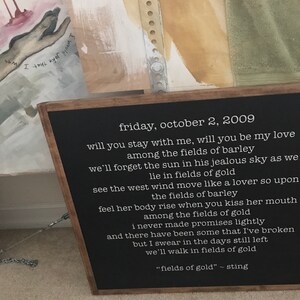 friday, october 2, 2009
will you stay with me, will you be my love
among the fields of barley
we'll forget the sun in his jealous sky as we
lie in fields of gold
see the west wind move like a lover so upon
the fields of barley
feel her body rise when you kiss her mouth
among the fields of gold
i never made promises lightly
and there have been some that I've broken
but I swear in the days still left
we'll walk in fields of gold
"fields of gold" - sting